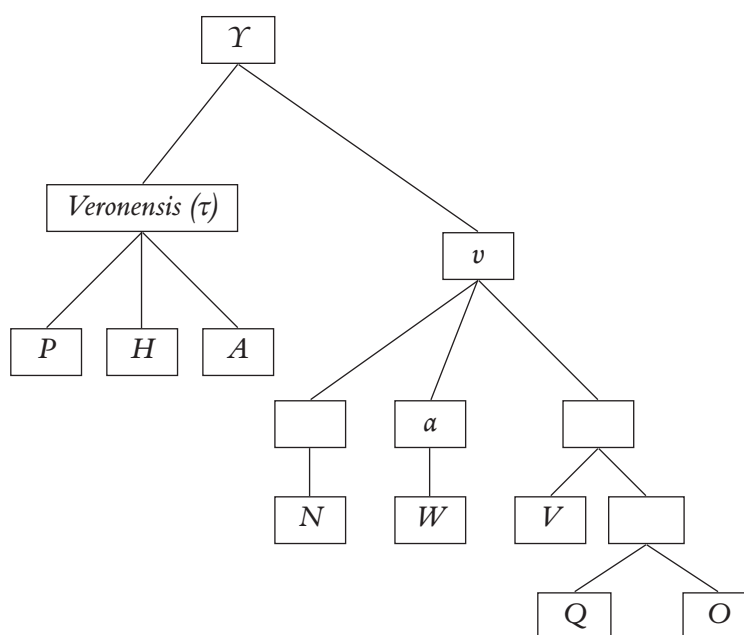 ϒ
Veronensis (τ)
v
P H A
a
N W V
Q O